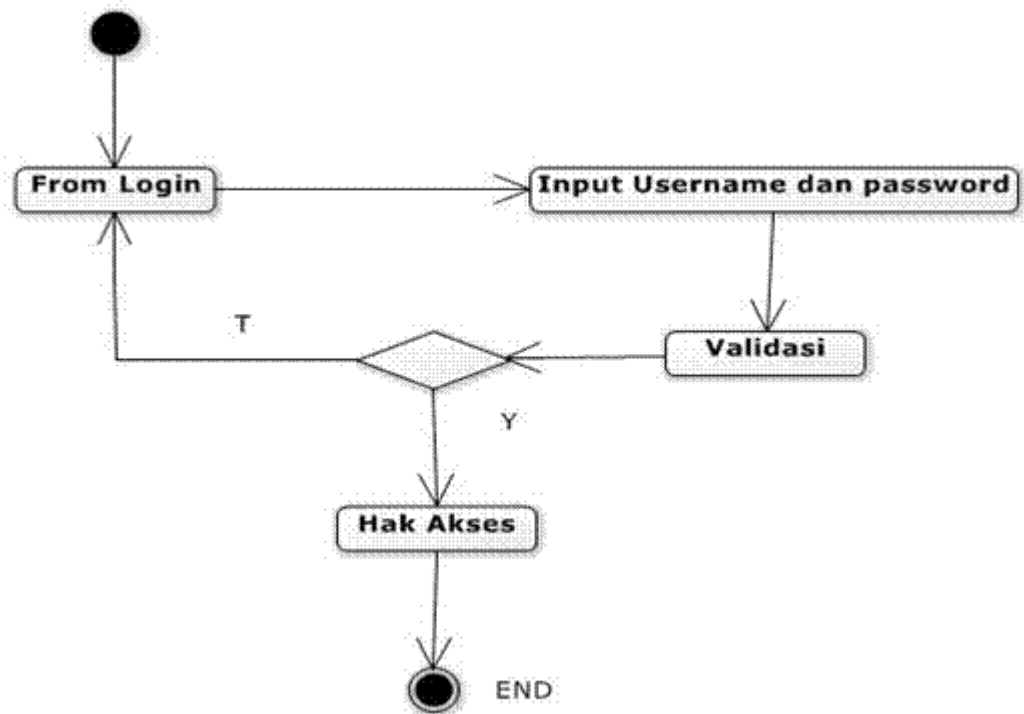 From Login
Input Username dan password
T
Validasi
Y
Hak Akses
END